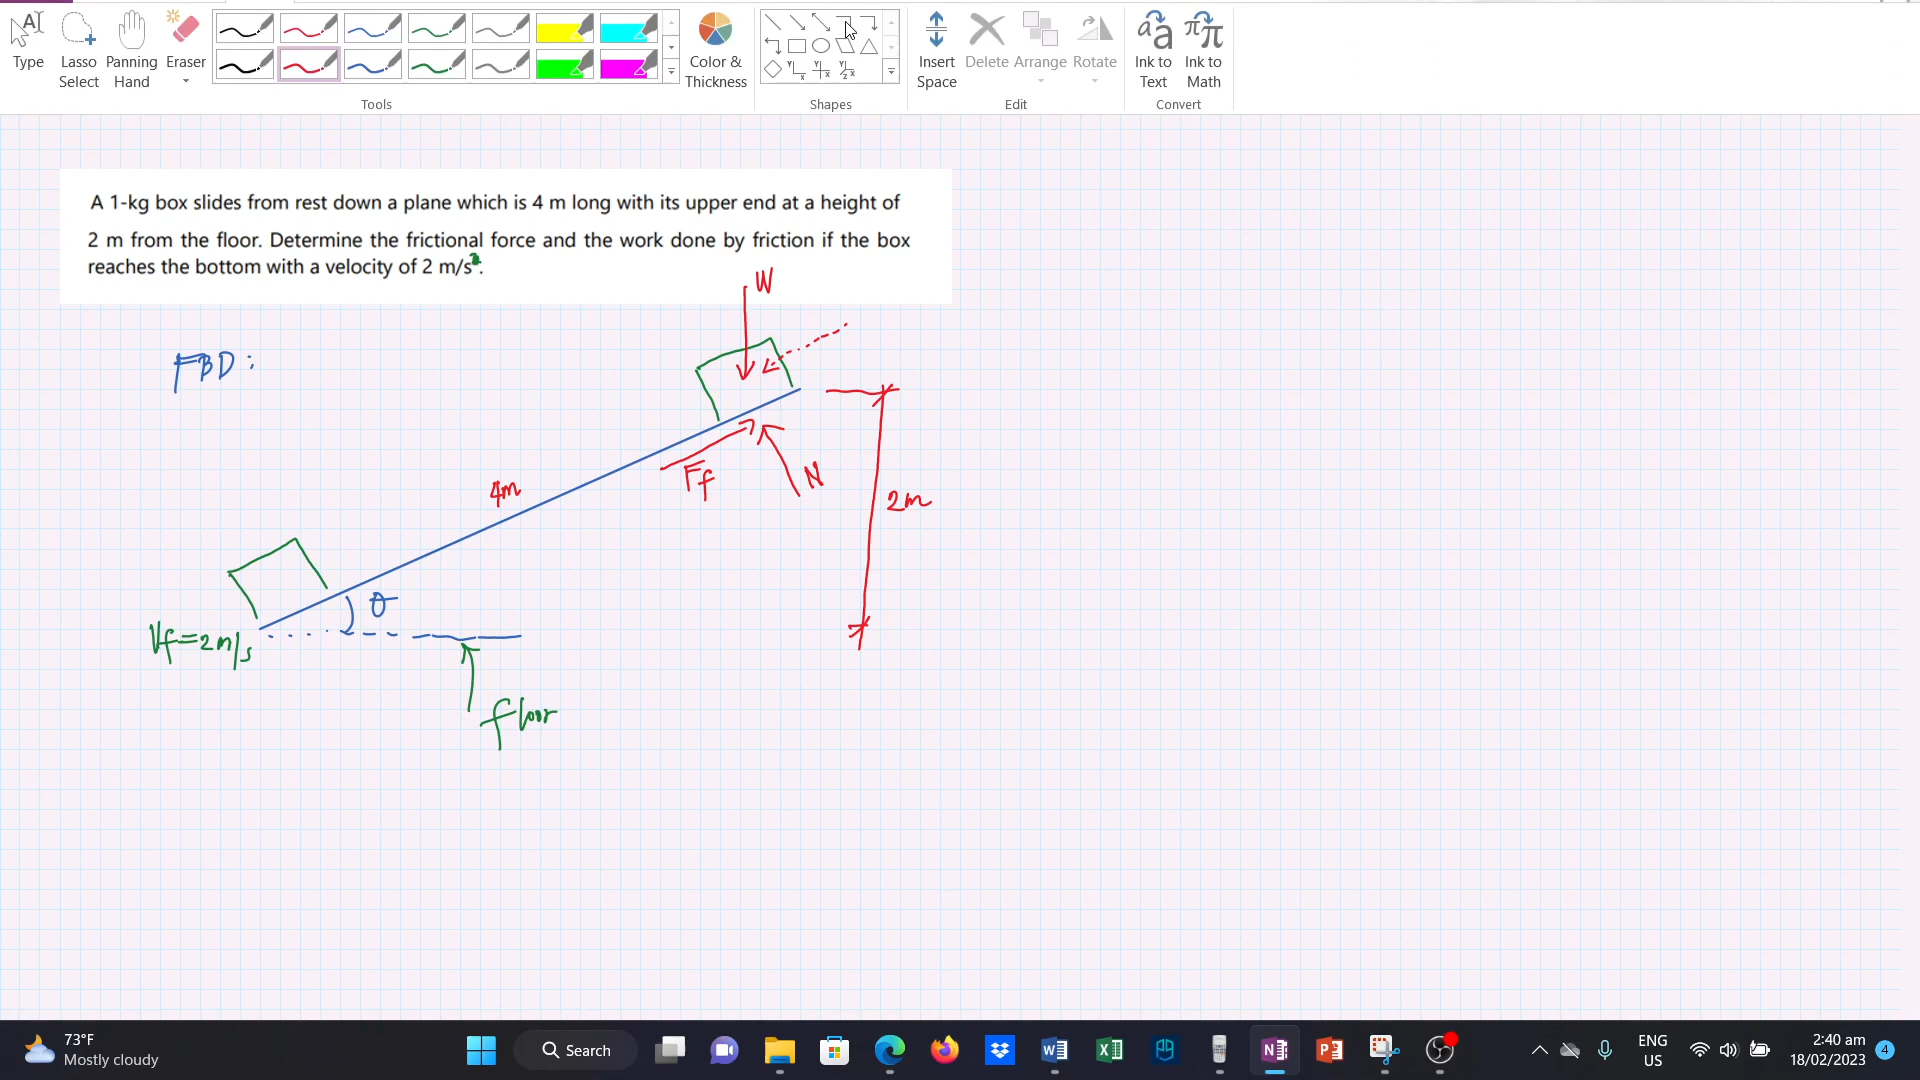 Type
Lasso
Select
Panning
Hand
Eraser
Tools
Color &
Thickness
Shapes
Insert
Space
Delete
Arrange
Rotate
Edit
Ink to
Text
Ink to
Math
Convert
A 1-kg box slides from rest down a plane which is 4 m long with its upper end at a height of
2 m from the floor. Determine the frictional force and the work done by friction if the box
reaches the bottom with a velocity of 2 m/s.
W
FBD :
4m
Ff
N
2m
θ
Vf=2m/s
floor
73°F
Mostly cloudy
Search
ENG
US
2:40 am
18/02/2023
4